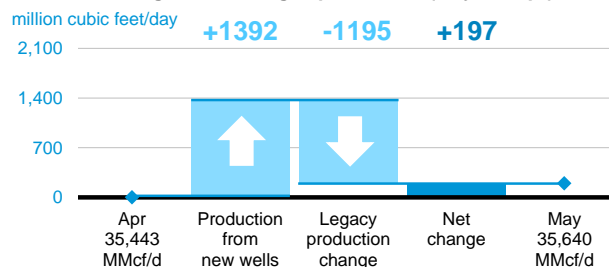 million cubic feet/day
+1392 -1195 +197
2,100
1,400
700
0
Apr
35,443
MMcf/d
Production
from
new wells
Legacy
production
change
Net
change
May
35,640
MMcf/d